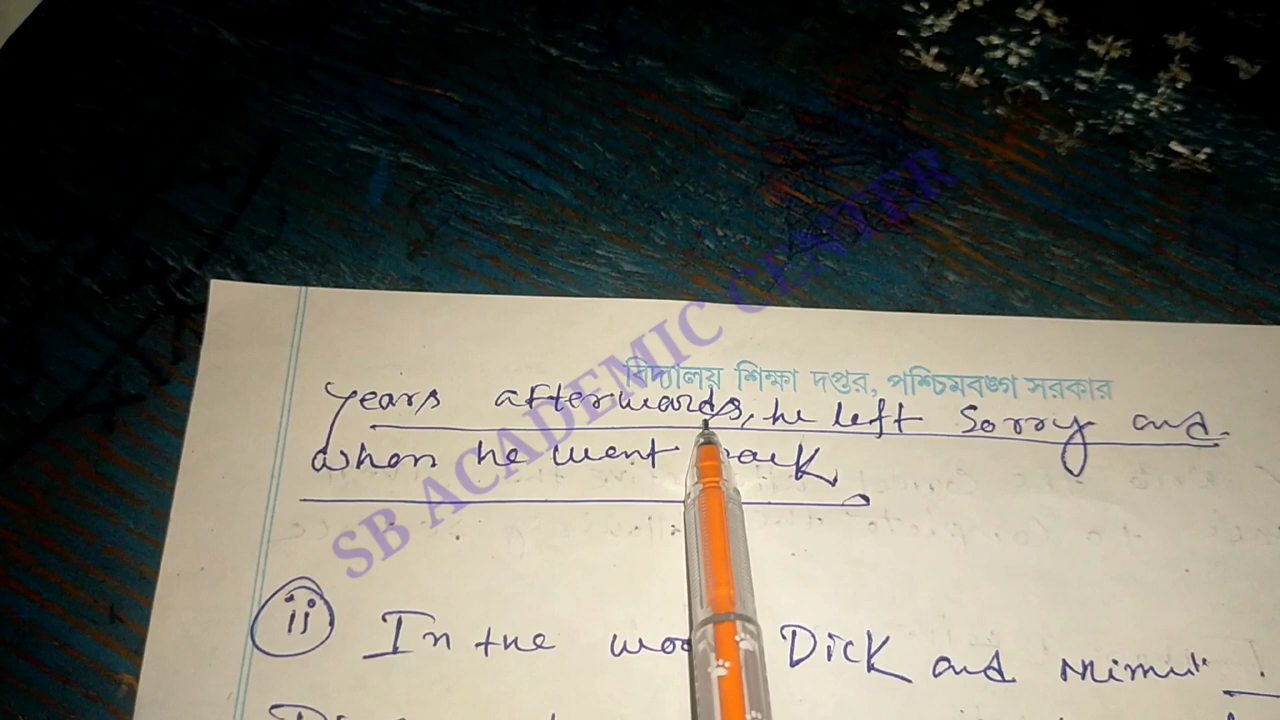 বিদ্যালয় শিক্ষা দপ্তর, পশ্চিমবঙ্গ সরকার
years afterwards, he left Sorry and
when he went back
ii In the Dick and Mimi
SB ACADEMIC CENTER